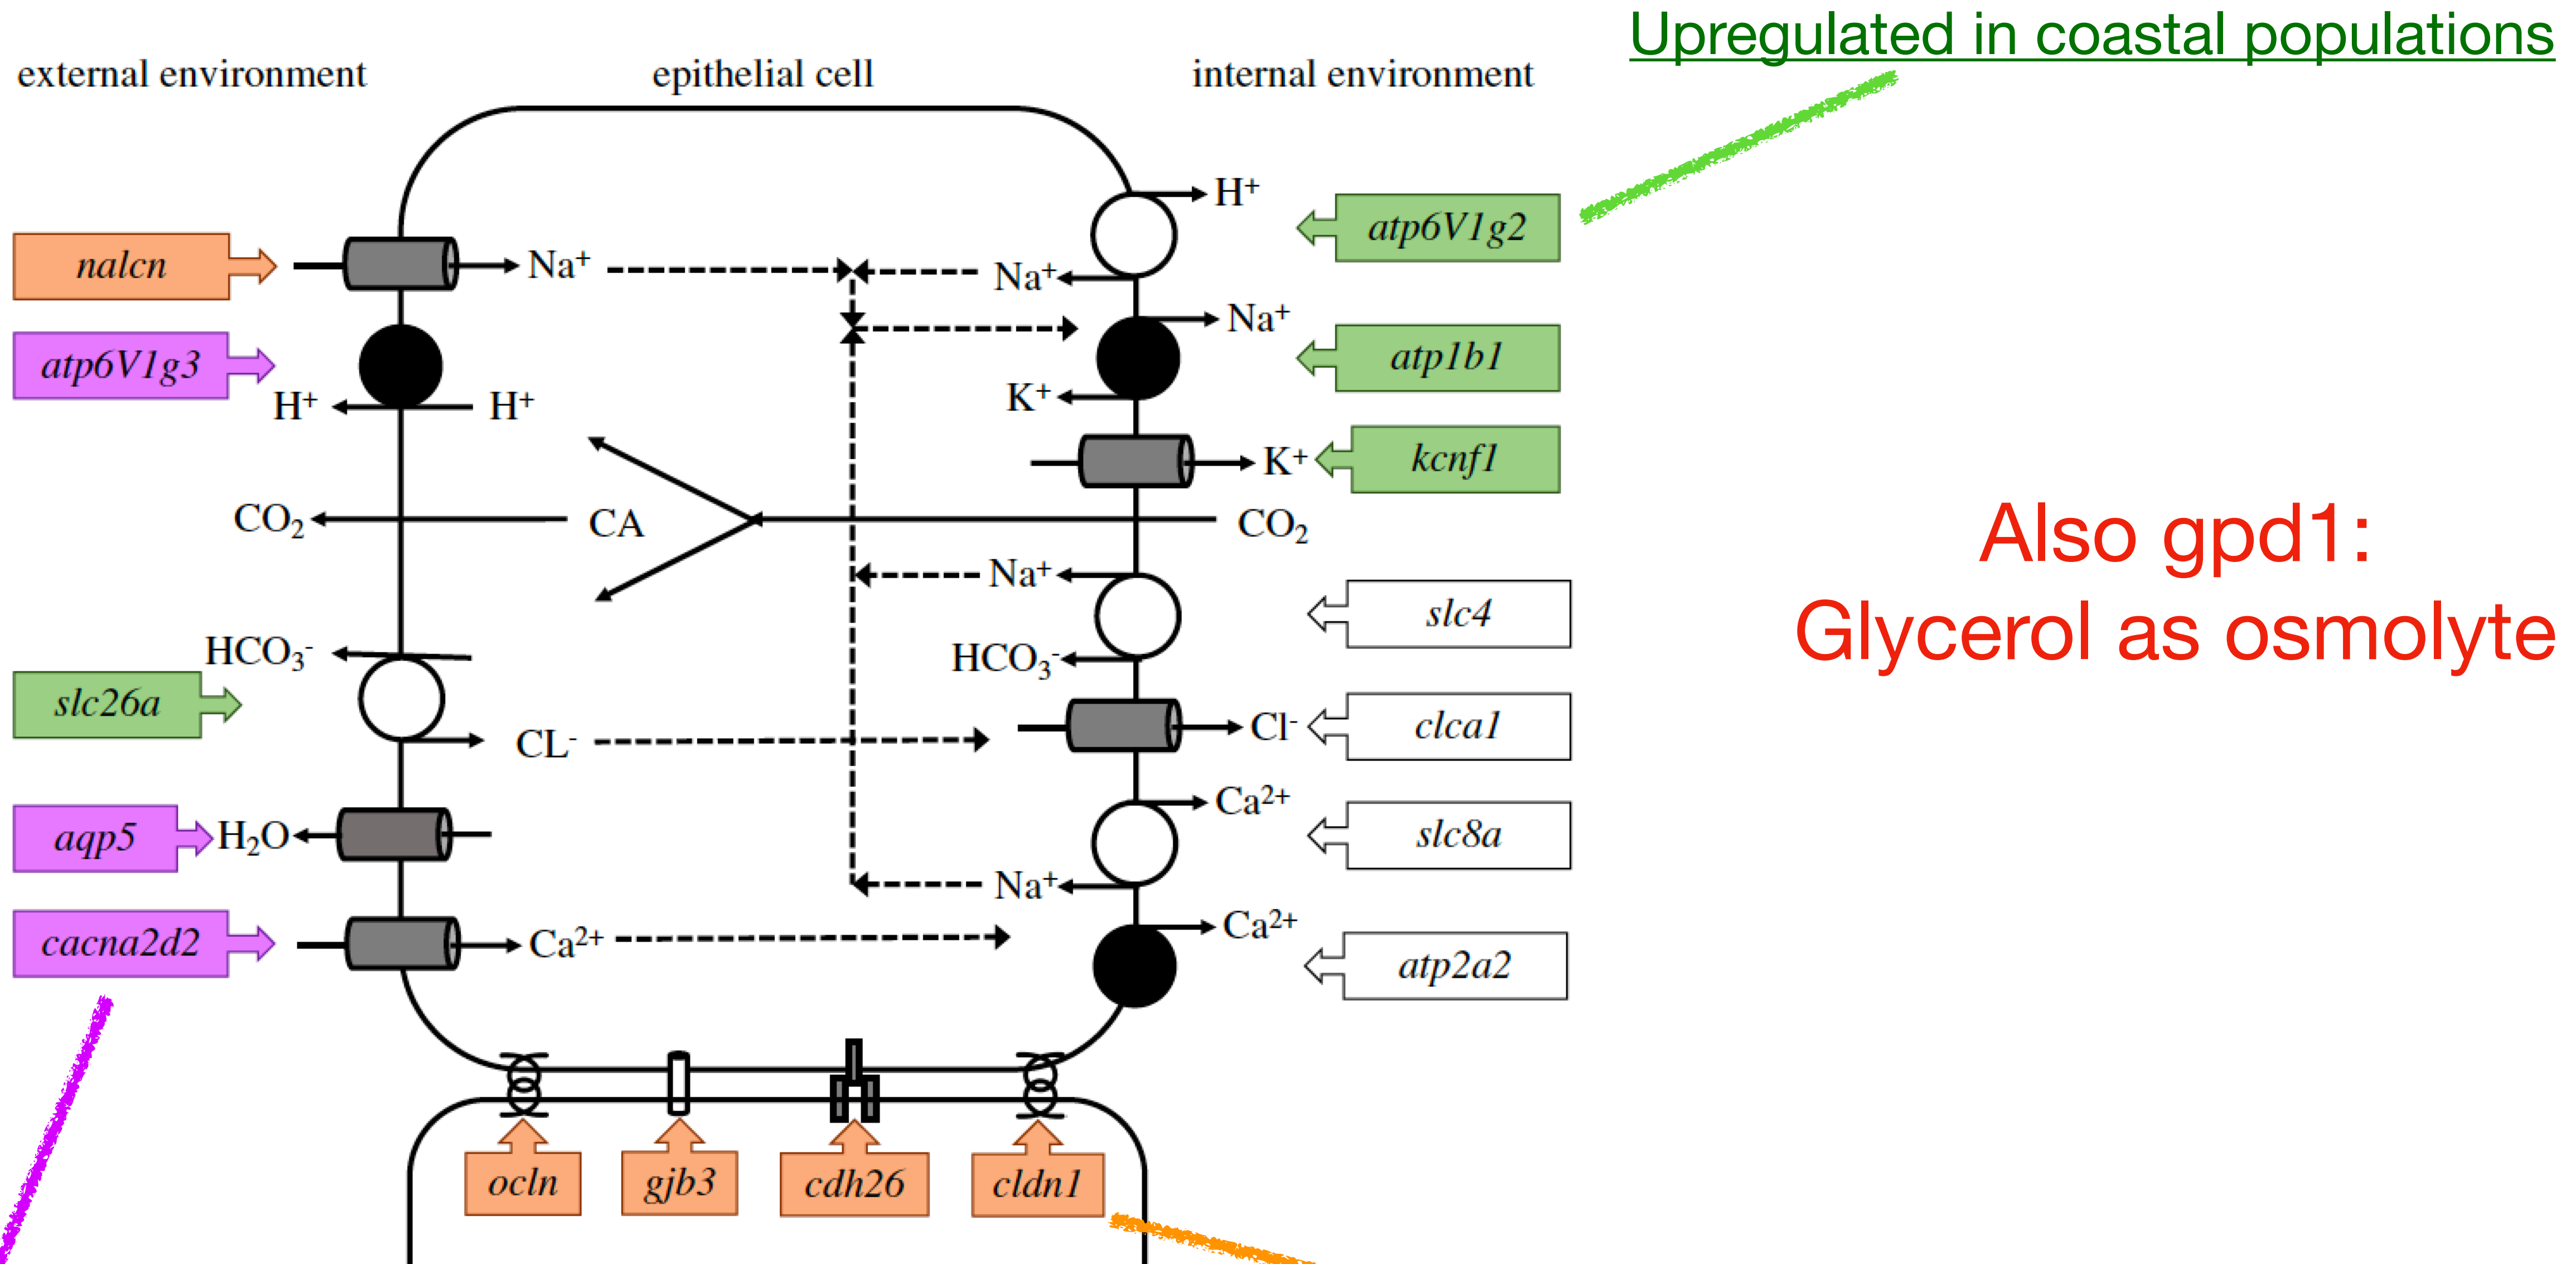 Upregulated in coastal populations
external environment
epithelial cell
internal environment
H+
atp6V1g2
nalcn
Na+
Na+
Na+
atp6V1g3
atp1b1
K+
H+
H+
K+
kcnf1
CO2
CA
CO2
Also gpd1:
Glycerol as osmolyte
Na+
slc4
HCO3-
HCO3-
slc26a
CL-
Cl-
clca1
Ca2+
aqp5
H2O
slc8a
Na+
cacna2d2
Ca2+
Ca2+
atp2a2
ocln
gjb3
cdh26
cldn1